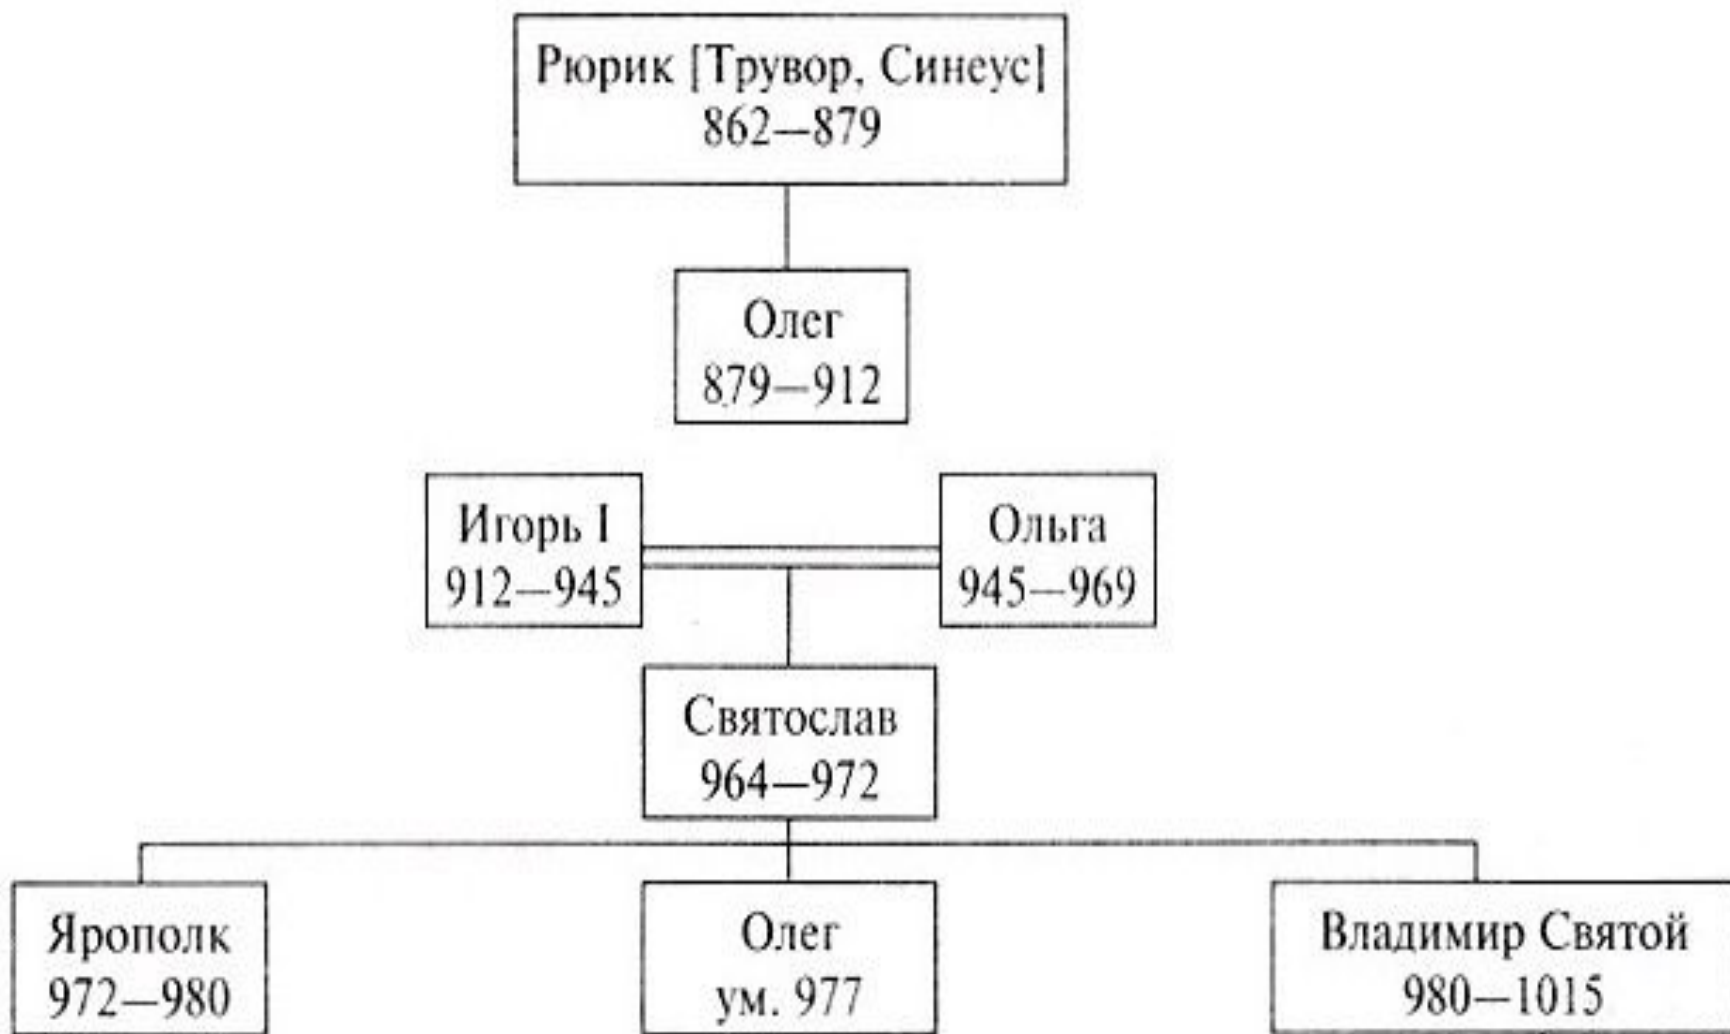 Рюрик [Трувор, Синеус]
862—879
Олег
879—912
Игорь I
912—945
Ольга
945—969
Святослав
964—972
Ярополк
972—980
Олег
ум. 977
Владимир Святой
980—1015